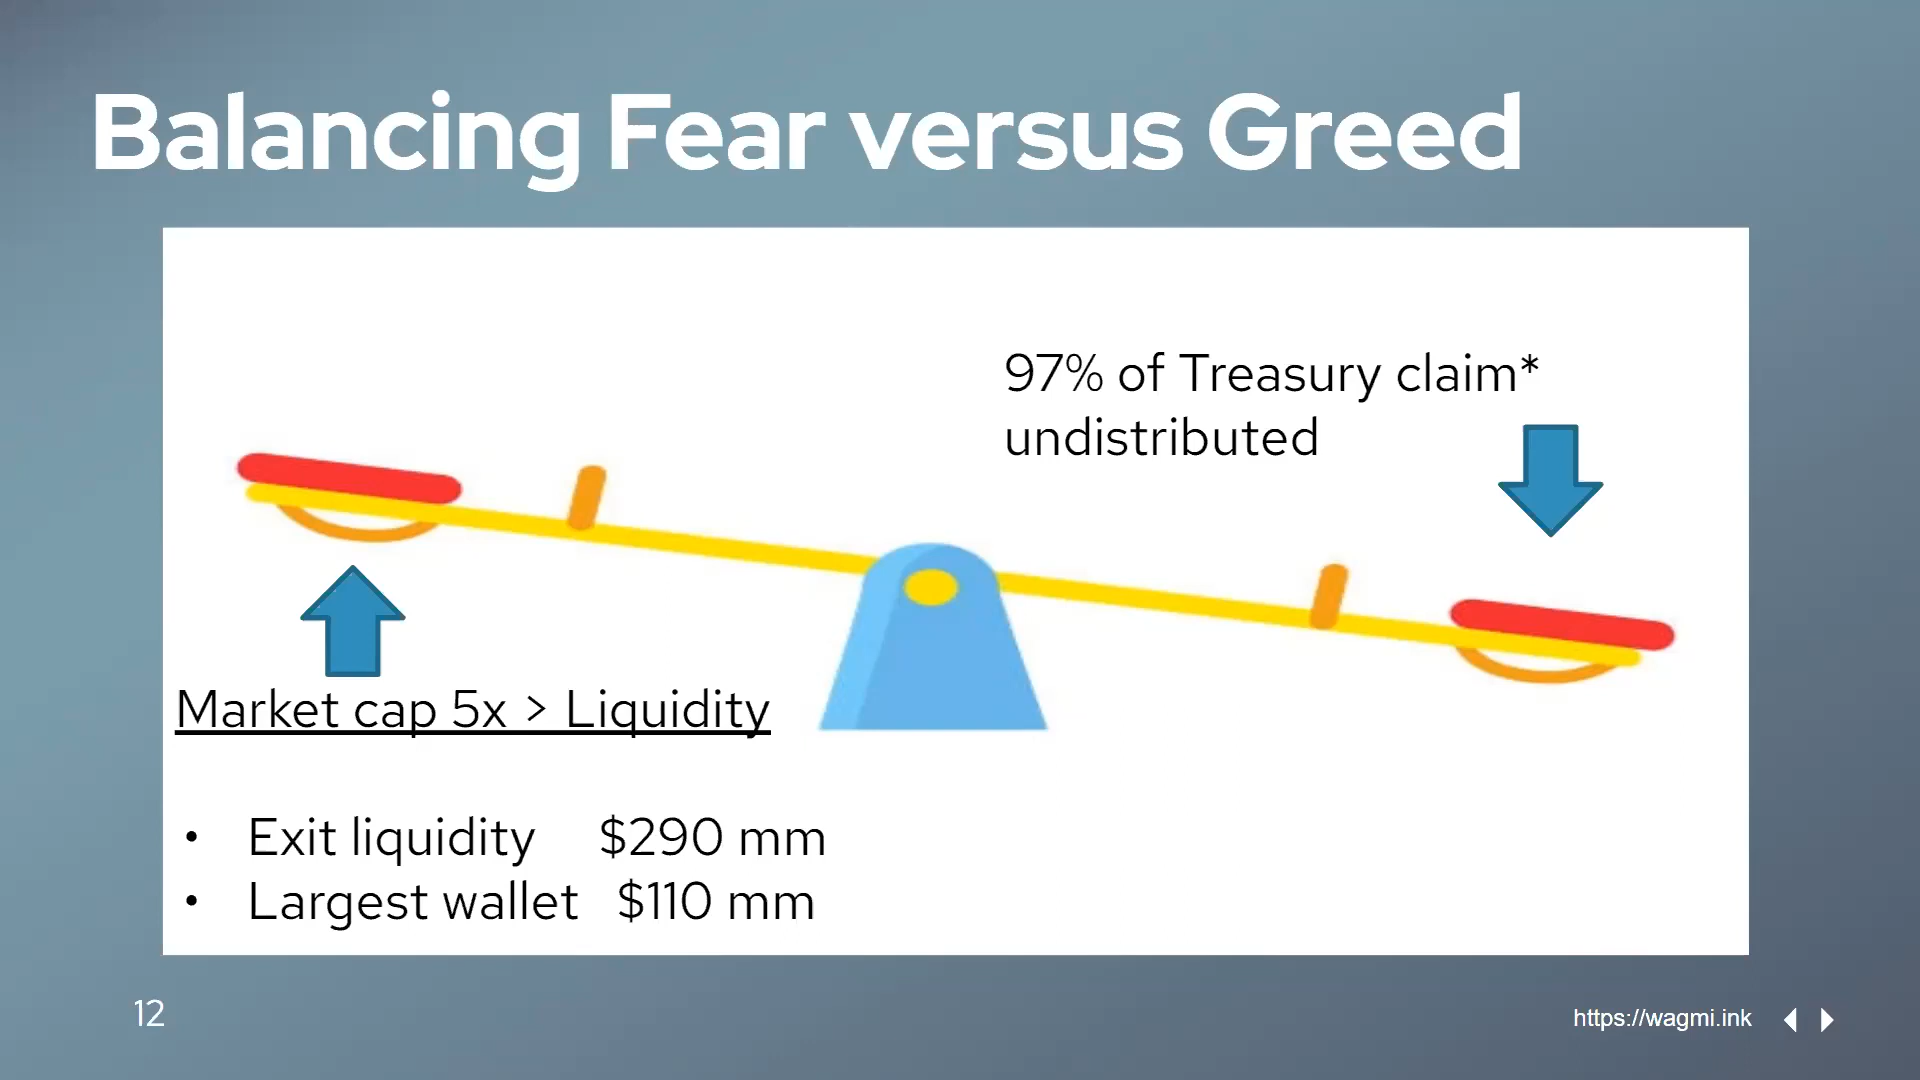 Balancing Fear versus Greed
97% of Treasury claim*
undistributed
Market cap 5x > Liquidity
• Exit liquidity $290 mm
• Largest wallet $110 mm
12
https://wagmi.ink